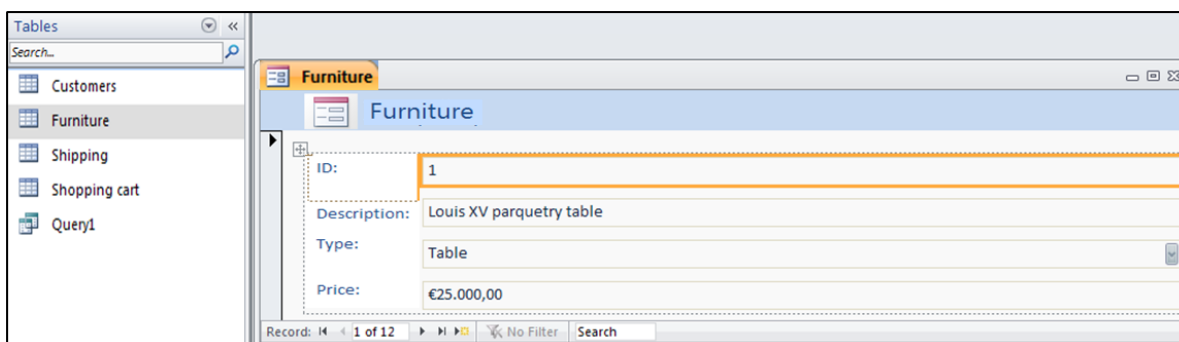 Tables
Search...
Customers
Furniture
Shipping
Shopping cart
Query1
Furniture
Furniture
ID: 1
Description: Louis XV parquetry table
Type: Table
Price: €25.000,00
Record: 1 of 12 No Filter Search